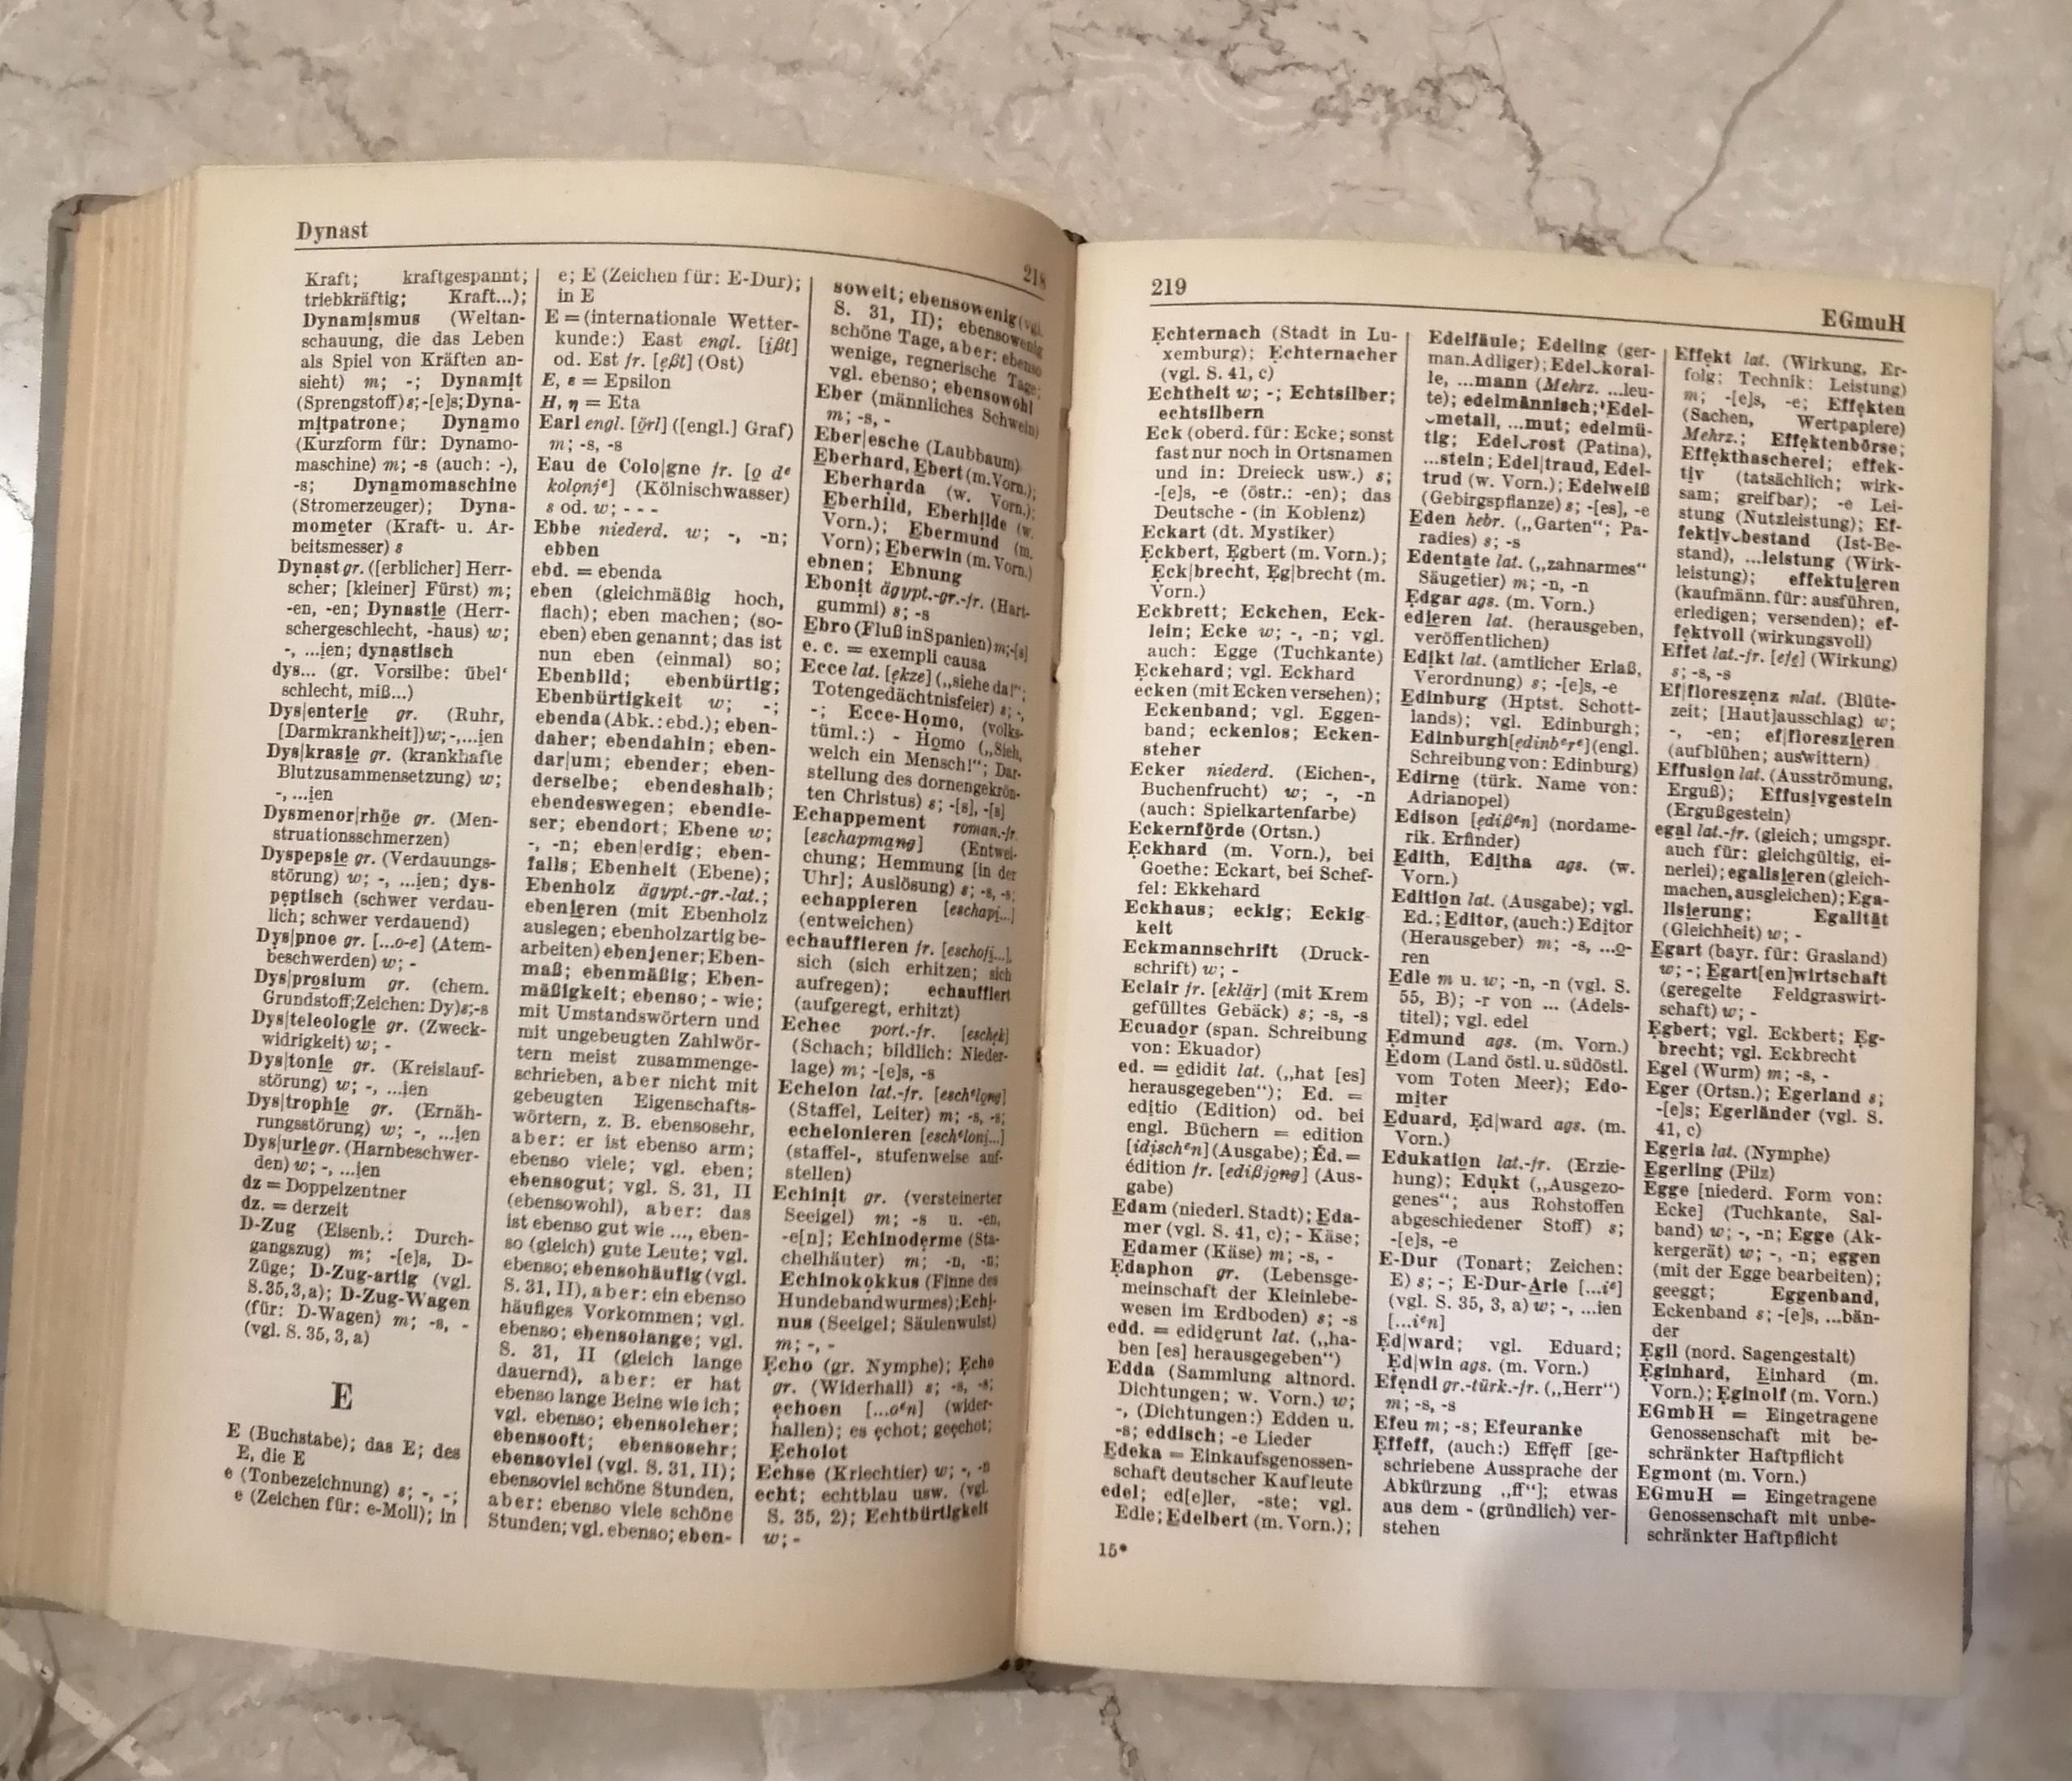 Dynast
218
Kraft; kraftgespannt;
triebkräftig; Kraft...);
Dynamismus (Weltan-
schauung, die das Leben
als Spiel von Kräften an-
sieht) m; -; Dynamit
(Sprengstoff) s; -[e]s; Dyna-
mitpatrone; Dynamo
(Kurzform für: Dynamo-
maschine) m; -s (auch: -),
-s; Dynamomaschine
(Stromerzeuger); Dyna-
mometer (Kraft- u. Ar-
beitsmesser) s
Dynast gr. ([erblicher] Herr-
scher; [kleiner] Fürst) m;
-en, -en; Dynastie (Herr-
schergeschlecht, -haus) w;
-, ...ien; dynastisch
dys... (gr. Vorsilbe: übel'
schlecht, miß...)
Dys|enterie gr. (Ruhr,
[Darmkrankheit]) w; -, ...ien
Dys|krasie gr. (krankhafte
Blutzusammensetzung) w;
-, ...ien
Dysmenor|rhöe gr. (Men-
struationsschmerzen)
Dyspepsie gr. (Verdauungs-
störung) w; -, ...ien; dys-
peptisch (schwer verdau-
lich; schwer verdauend)
Dys|pnoe gr. [...o-e] (Atem-
beschwerden) w; -
Dys|prosium gr. (chem.
Grundstoff; Zeichen: Dy) s; -s
Dys|teleologie gr. (Zweck-
widrigkeit) w; -
Dys|tonie gr. (Kreislauf-
störung) w; -, ...ien
Dys|trophie gr. (Ernäh-
rungsstörung) w; -, ...ien
Dys|urie gr. (Harnbeschwer-
den) w; -, ...ien
dz = Doppelzentner
dz. = derzeit
D-Zug (Eisenb.: Durch-
gangszug) m; -[e]s, D-
Züge; D-Zug-artig (vgl.
S. 35, 3, a); D-Zug-Wagen
(für: D-Wagen) m; -s, -
(vgl. S. 35, 3, a)
E
E (Buchstabe); das E; des
E, die E
e (Tonbezeichnung) s; -, -;
e (Zeichen für: e-Moll); in
e; E (Zeichen für: E-Dur);
in E
E = (internationale Wetter-
kunde:) East engl. [ißt]
od. Est fr. [eßt] (Ost)
E, ε = Epsilon
H, η = Eta
Earl engl. [örl] ([engl.] Graf)
m; -s, -s
Eau de Colo|gne fr. [o dᵉ
kolonjᵉ] (Kölnischwasser)
s od. w; - - -
Ebbe niederd. w; -, -n;
ebben
ebd. = ebenda
eben (gleichmäßig hoch,
flach); eben machen; (so-
eben) eben genannt; das ist
nun eben (einmal) so;
Ebenbild; ebenbürtig;
Ebenbürtigkeit w; -;
ebenda (Abk.: ebd.); eben-
daher; ebendahin; eben-
dar|um; ebender; eben-
derselbe; ebendeshalb;
ebendeswegen; ebendie-
ser; ebendort; Ebene w;
-, -n; eben|erdig; eben-
falls; Ebenheit (Ebene);
Ebenholz ägypt.-gr.-lat.;
ebenieren (mit Ebenholz
auslegen; ebenholzartig be-
arbeiten) ebenjener; Eben-
maß; ebenmäßig; Eben-
mäßigkeit; ebenso; - wie;
mit Umstandswörtern und
mit ungebeugten Zahlwör-
tern meist zusammenge-
schrieben, aber nicht mit
gebeugten Eigenschafts-
wörtern, z. B. ebensosehr,
aber: er ist ebenso arm;
ebenso viele; vgl. eben;
ebensogut; vgl. S. 31, II
(ebensowohl), aber: das
ist ebenso gut wie ..., eben-
so (gleich) gute Leute; vgl.
ebenso; ebensohäufig (vgl.
S. 31, II), aber: ein ebenso
häufiges Vorkommen; vgl.
ebenso; ebensolange; vgl.
S. 31, II (gleich lange
dauernd), aber: er hat
ebenso lange Beine wie ich;
vgl. ebenso; ebensolcher;
ebensooft; ebensosehr;
ebensoviel (vgl. S. 31, II);
ebensoviel schöne Stunden,
aber: ebenso viele schöne
Stunden; vgl. ebenso; eben-
soweit; ebensowenig (vgl.
S. 31, II); ebensowenig
schöne Tage, aber: ebenso
wenige, regnerische Tage;
vgl. ebenso; ebensowohl
Eber (männliches Schwein)
m; -s, -
Eber|esche (Laubbaum)
Eberhard, Ebert (m. Vorn.);
Eberharda (w. Vorn.);
Eberhild, Eberhilde (w.
Vorn.); Ebermund (m.
Vorn); Eberwin (m. Vorn.)
ebnen; Ebnung
Ebonit ägypt.-gr.-fr. (Hart-
gummi) s; -s
Ebro (Fluß in Spanien) m; -[s]
e. c. = exempli causa
Ecce lat. [ekze] („siehe da!“;
Totengedächtnisfeier) s; -,
-; Ecce-Homo, (volks-
tüml.:) - Homo („Sieh,
welch ein Mensch!“; Dar-
stellung des dornengekrön-
ten Christus) s; -[s], -[s]
Echappement roman.-fr.
[eschapmang] (Entwei-
chung; Hemmung [in der
Uhr]; Auslösung) s; -s, -s;
echappieren [eschapi...]
(entweichen)
echauffieren fr. [eschofi...],
sich (sich erhitzen; sich
aufregen); echauffiert
(aufgeregt, erhitzt)
Echec port.-fr. [eschek]
(Schach; bildlich: Nieder-
lage) m; -[e]s, -s
Echelon lat.-fr. [eschᵉlong]
(Staffel, Leiter) m; -s, -s;
echelonieren [eschᵉloni...]
(staffel-, stufenweise auf-
stellen)
Echinit gr. (versteinerter
Seeigel) m; -s u. -en,
-e[n]; Echinoderme (Sta-
chelhäuter) m; -n, -n;
Echinokokkus (Finne des
Hundebandwurmes); Echi-
nus (Seeigel; Säulenwulst)
m; -, -
Echo (gr. Nymphe); Echo
gr. (Widerhall) s; -s, -s;
echoen [...oᵉn] (wider-
hallen); es echot; geechot;
Echolot
Echse (Kriechtier) w; -, -n
echt; echtblau usw. (vgl.
S. 35, 2); Echtbürtigkeit
w; -
219
EGmuH
Echternach (Stadt in Lu-
xemburg); Echternacher
(vgl. S. 41, c)
Echtheit w; -; Echtsilber;
echtsilbern
Eck (oberd. für: Ecke; sonst
fast nur noch in Ortsnamen
und in: Dreieck usw.) s;
-[e]s, -e (östr.: -en); das
Deutsche - (in Koblenz)
Eckart (dt. Mystiker)
Eckbert, Egbert (m. Vorn.);
Eck|brecht, Eg|brecht (m.
Vorn.)
Eckbrett; Eckchen, Eck-
lein; Ecke w; -, -n; vgl.
auch: Egge (Tuchkante)
Eckehard; vgl. Eckhard
ecken (mit Ecken versehen);
Eckenband; vgl. Eggen-
band; eckenlos; Ecken-
steher
Ecker niederd. (Eichen-,
Buchenfrucht) w; -, -n
(auch: Spielkartenfarbe)
Eckernförde (Ortsn.)
Eckhard (m. Vorn.), bei
Goethe: Eckart, bei Schef-
fel: Ekkehard
Eckhaus; eckig; Eckig-
keit
Eckmannschrift (Druck-
schrift) w; -
Eclair fr. [eklär] (mit Krem
gefülltes Gebäck) s; -s, -s
Ecuador (span. Schreibung
von: Ekuador)
ed. = edidit lat. („hat [es]
herausgegeben“); Ed. =
editio (Edition) od. bei
engl. Büchern = edition
[idischᵉn] (Ausgabe); Éd. =
édition fr. [edißjong] (Aus-
gabe)
Edam (niederl. Stadt); Eda-
mer (vgl. S. 41, c); - Käse;
Edamer (Käse) m; -s, -
Edaphon gr. (Lebensge-
meinschaft der Kleinlebe-
wesen im Erdboden) s; -s
edd. = ediderunt lat. („ha-
ben [es] herausgegeben“)
Edda (Sammlung altnord.
Dichtungen; w. Vorn.) w;
-, (Dichtungen:) Edden u.
-s; eddisch; -e Lieder
Edeka = Einkaufsgenossen-
schaft deutscher Kaufleute
edel; ed[e]ler, -ste; vgl.
Edle; Edelbert (m. Vorn.);
15*
Edelfäule; Edeling (ger-
man. Adliger); Edel‿koral-
le, ...mann (Mehrz. ...leu-
te); edelmännisch; Edel-
‿metall, ...mut; edelmü-
tig; Edel‿rost (Patina),
...stein; Edel|traud, Edel-
trud (w. Vorn.); Edelweiß
(Gebirgspflanze) s; -[es], -e
Eden hebr. („Garten“; Pa-
radies) s; -s
Edentate lat. („zahnarmes“
Säugetier) m; -n, -n
Edgar ags. (m. Vorn.)
edieren lat. (herausgeben,
veröffentlichen)
Edikt lat. (amtlicher Erlaß,
Verordnung) s; -[e]s, -e
Edinburg (Hptst. Schott-
lands); vgl. Edinburgh;
Edinburgh [edinbᵉrᵉ] (engl.
Schreibung von: Edinburg)
Edirne (türk. Name von:
Adrianopel)
Edison [edißᵉn] (nordame-
rik. Erfinder)
Edith, Editha ags. (w.
Vorn.)
Edition lat. (Ausgabe); vgl.
Ed.; Editor, (auch:) Editor
(Herausgeber) m; -s, ...o-
ren
Edle m u. w; -n, -n (vgl. S.
55, B); -r von ... (Adels-
titel); vgl. edel
Edmund ags. (m. Vorn.)
Edom (Land östl. u. südöstl.
vom Toten Meer); Edo-
miter
Eduard, Ed|ward ags. (m.
Vorn.)
Edukation lat.-fr. (Erzie-
hung); Edukt („Ausgezo-
genes“; aus Rohstoffen
abgeschiedener Stoff) s;
-[e]s, -e
E-Dur (Tonart; Zeichen:
E) s; -; E-Dur-Arie [...iᵉ]
(vgl. S. 35, 3, a) w; -, ...ien
[...iᵉn]
Ed|ward; vgl. Eduard;
Ed|win ags. (m. Vorn.)
Efendi gr.-türk.-fr. („Herr“)
m; -s, -s
Efeu m; -s; Efeuranke
Effeff, (auch:) Effeff [ge-
schriebene Aussprache der
Abkürzung „ff“]; etwas
aus dem - (gründlich) ver-
stehen
Effekt lat. (Wirkung, Er-
folg; Technik: Leistung)
m; -[e]s, -e; Effekten
(Sachen, Wertpapiere)
Mehrz.; Effektenbörse;
Effekthascherei; effek-
tiv (tatsächlich; wirk-
sam; greifbar); -e Lei-
stung (Nutzleistung); Ef-
fektiv‿bestand (Ist-Be-
stand), ...leistung (Wirk-
leistung); effektuieren
(kaufmänn. für: ausführen,
erledigen; versenden); ef-
fektvoll (wirkungsvoll)
Effet lat.-fr. [efe] (Wirkung)
s; -s, -s
Ef|floreszenz nlat. (Blüte-
zeit; [Haut]ausschlag) w;
-, -en; ef|floreszieren
(aufblühen; auswittern)
Effusion lat. (Ausströmung,
Erguß); Effusivgestein
(Ergußgestein)
egal lat.-fr. (gleich; umgspr.
auch für: gleichgültig, ei-
nerlei); egalisieren (gleich-
machen, ausgleichen); Ega-
lisierung; Egalität
(Gleichheit) w; -
Egart (bayr. für: Grasland)
w; -; Egart[en]wirtschaft
(geregelte Feldgraswirt-
schaft) w; -
Egbert; vgl. Eckbert; Eg-
brecht; vgl. Eckbrecht
Egel (Wurm) m; -s, -
Eger (Ortsn.); Egerland s;
-[e]s; Egerländer (vgl. S.
41, c)
Egeria lat. (Nymphe)
Egerling (Pilz)
Egge [niederd. Form von:
Ecke] (Tuchkante, Sal-
band) w; -, -n; Egge (Ak-
kergerät) w; -, -n; eggen
(mit der Egge bearbeiten);
geeggt; Eggenband,
Eckenband s; -[e]s, ...bän-
der
Egil (nord. Sagengestalt)
Eginhard, Einhard (m.
Vorn.); Eginolf (m. Vorn.)
EGmbH = Eingetragene
Genossenschaft mit be-
schränkter Haftpflicht
Egmont (m. Vorn.)
EGmuH = Eingetragene
Genossenschaft mit unbe-
schränkter Haftpflicht